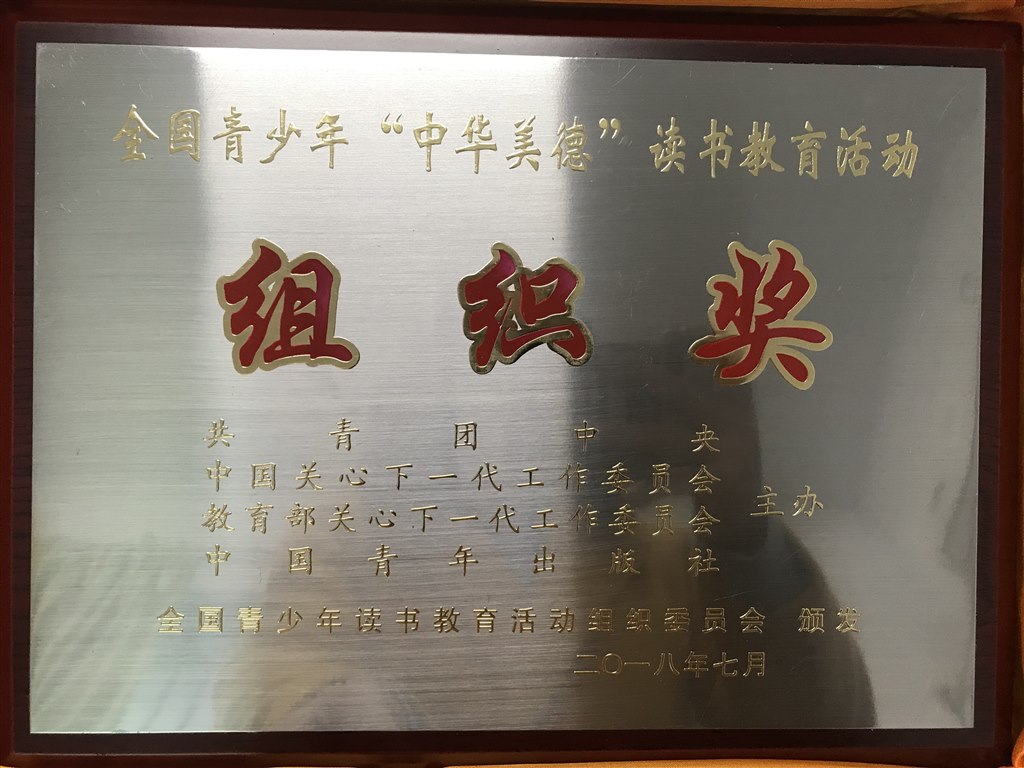 全国青少年“中华美德”读书教育活动
组织奖
共青团中央
中国关心下一代工作委员会
教育部关心下一代工作委员会
中国青年出版社
主办
全国青少年读书教育活动组织委员会 颁发
二〇一八年七月